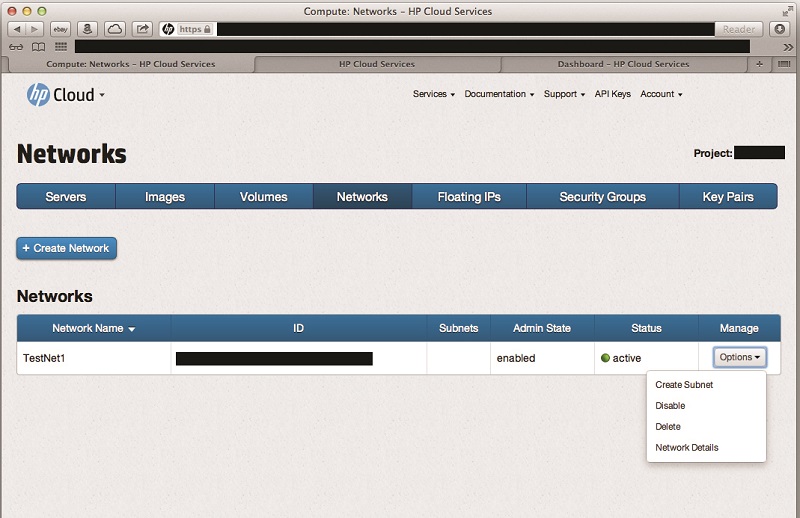 Compute: Networks – HP Cloud Services
ebay a hp https Reader
Compute: Networks – HP Cloud Services HP Cloud Services Dashboard – HP Cloud Services +
hp Cloud Services Documentation Support API Keys Account
Networks
Project:
Servers Images Volumes Networks Floating IPs Security Groups Key Pairs
+ Create Network
Networks
Network Name ID Subnets Admin State Status Manage
TestNet1 enabled active Options
Create Subnet
Disable
Delete
Network Details